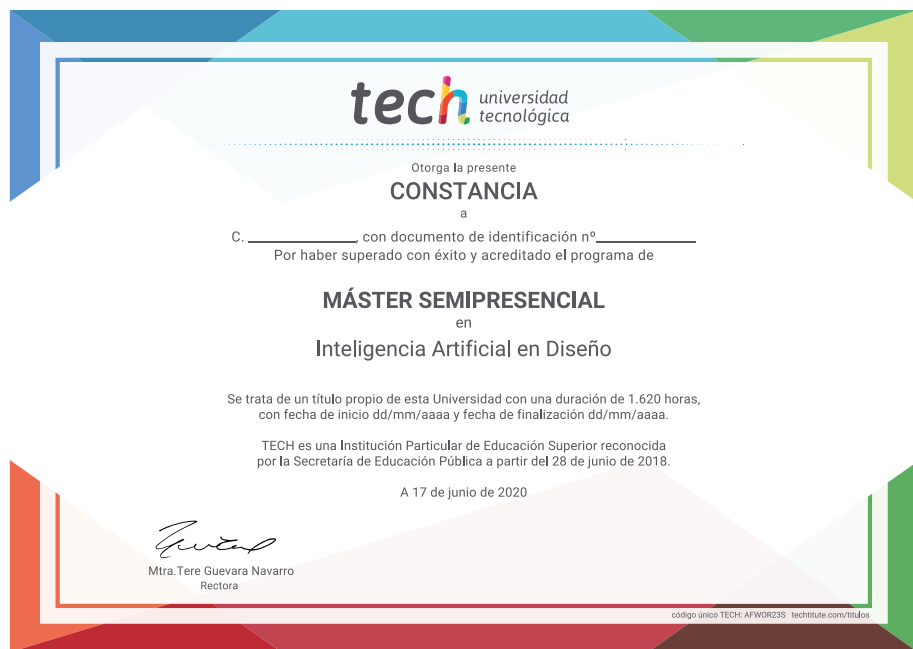 tech universidad
tecnológica
Otorga la presente
CONSTANCIA
a
C. ______________, con documento de identificación nº_____________
Por haber superado con éxito y acreditado el programa de
MÁSTER SEMIPRESENCIAL
en
Inteligencia Artificial en Diseño
Se trata de un título propio de esta Universidad con una duración de 1.620 horas,
con fecha de inicio dd/mm/aaaa y fecha de finalización dd/mm/aaaa.
TECH es una Institución Particular de Educación Superior reconocida
por la Secretaría de Educación Pública a partir del 28 de junio de 2018.
A 17 de junio de 2020
Mtra.Tere Guevara Navarro
Rectora
código único TECH: AFWOR23S techtitute.com/titulos